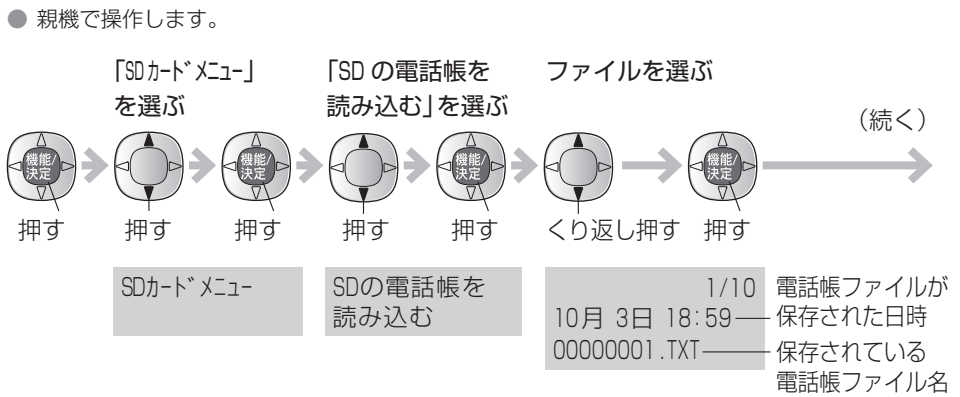 ● 親機で操作します。
「SDｶｰﾄﾞﾒﾆｭｰ」
を選ぶ
「SD の電話帳を
読み込む」を選ぶ
ファイルを選ぶ
（続く）
機能/
決定
機能/
決定
機能/
決定
機能/
決定
押す
押す
押す
押す
押す
くり返し押す
押す
SDｶｰﾄﾞﾒﾆｭｰ
SDの電話帳を
読み込む
1/10
10月 3日 18:59
00000001.TXT
電話帳ファイルが
保存された日時
保存されている
電話帳ファイル名